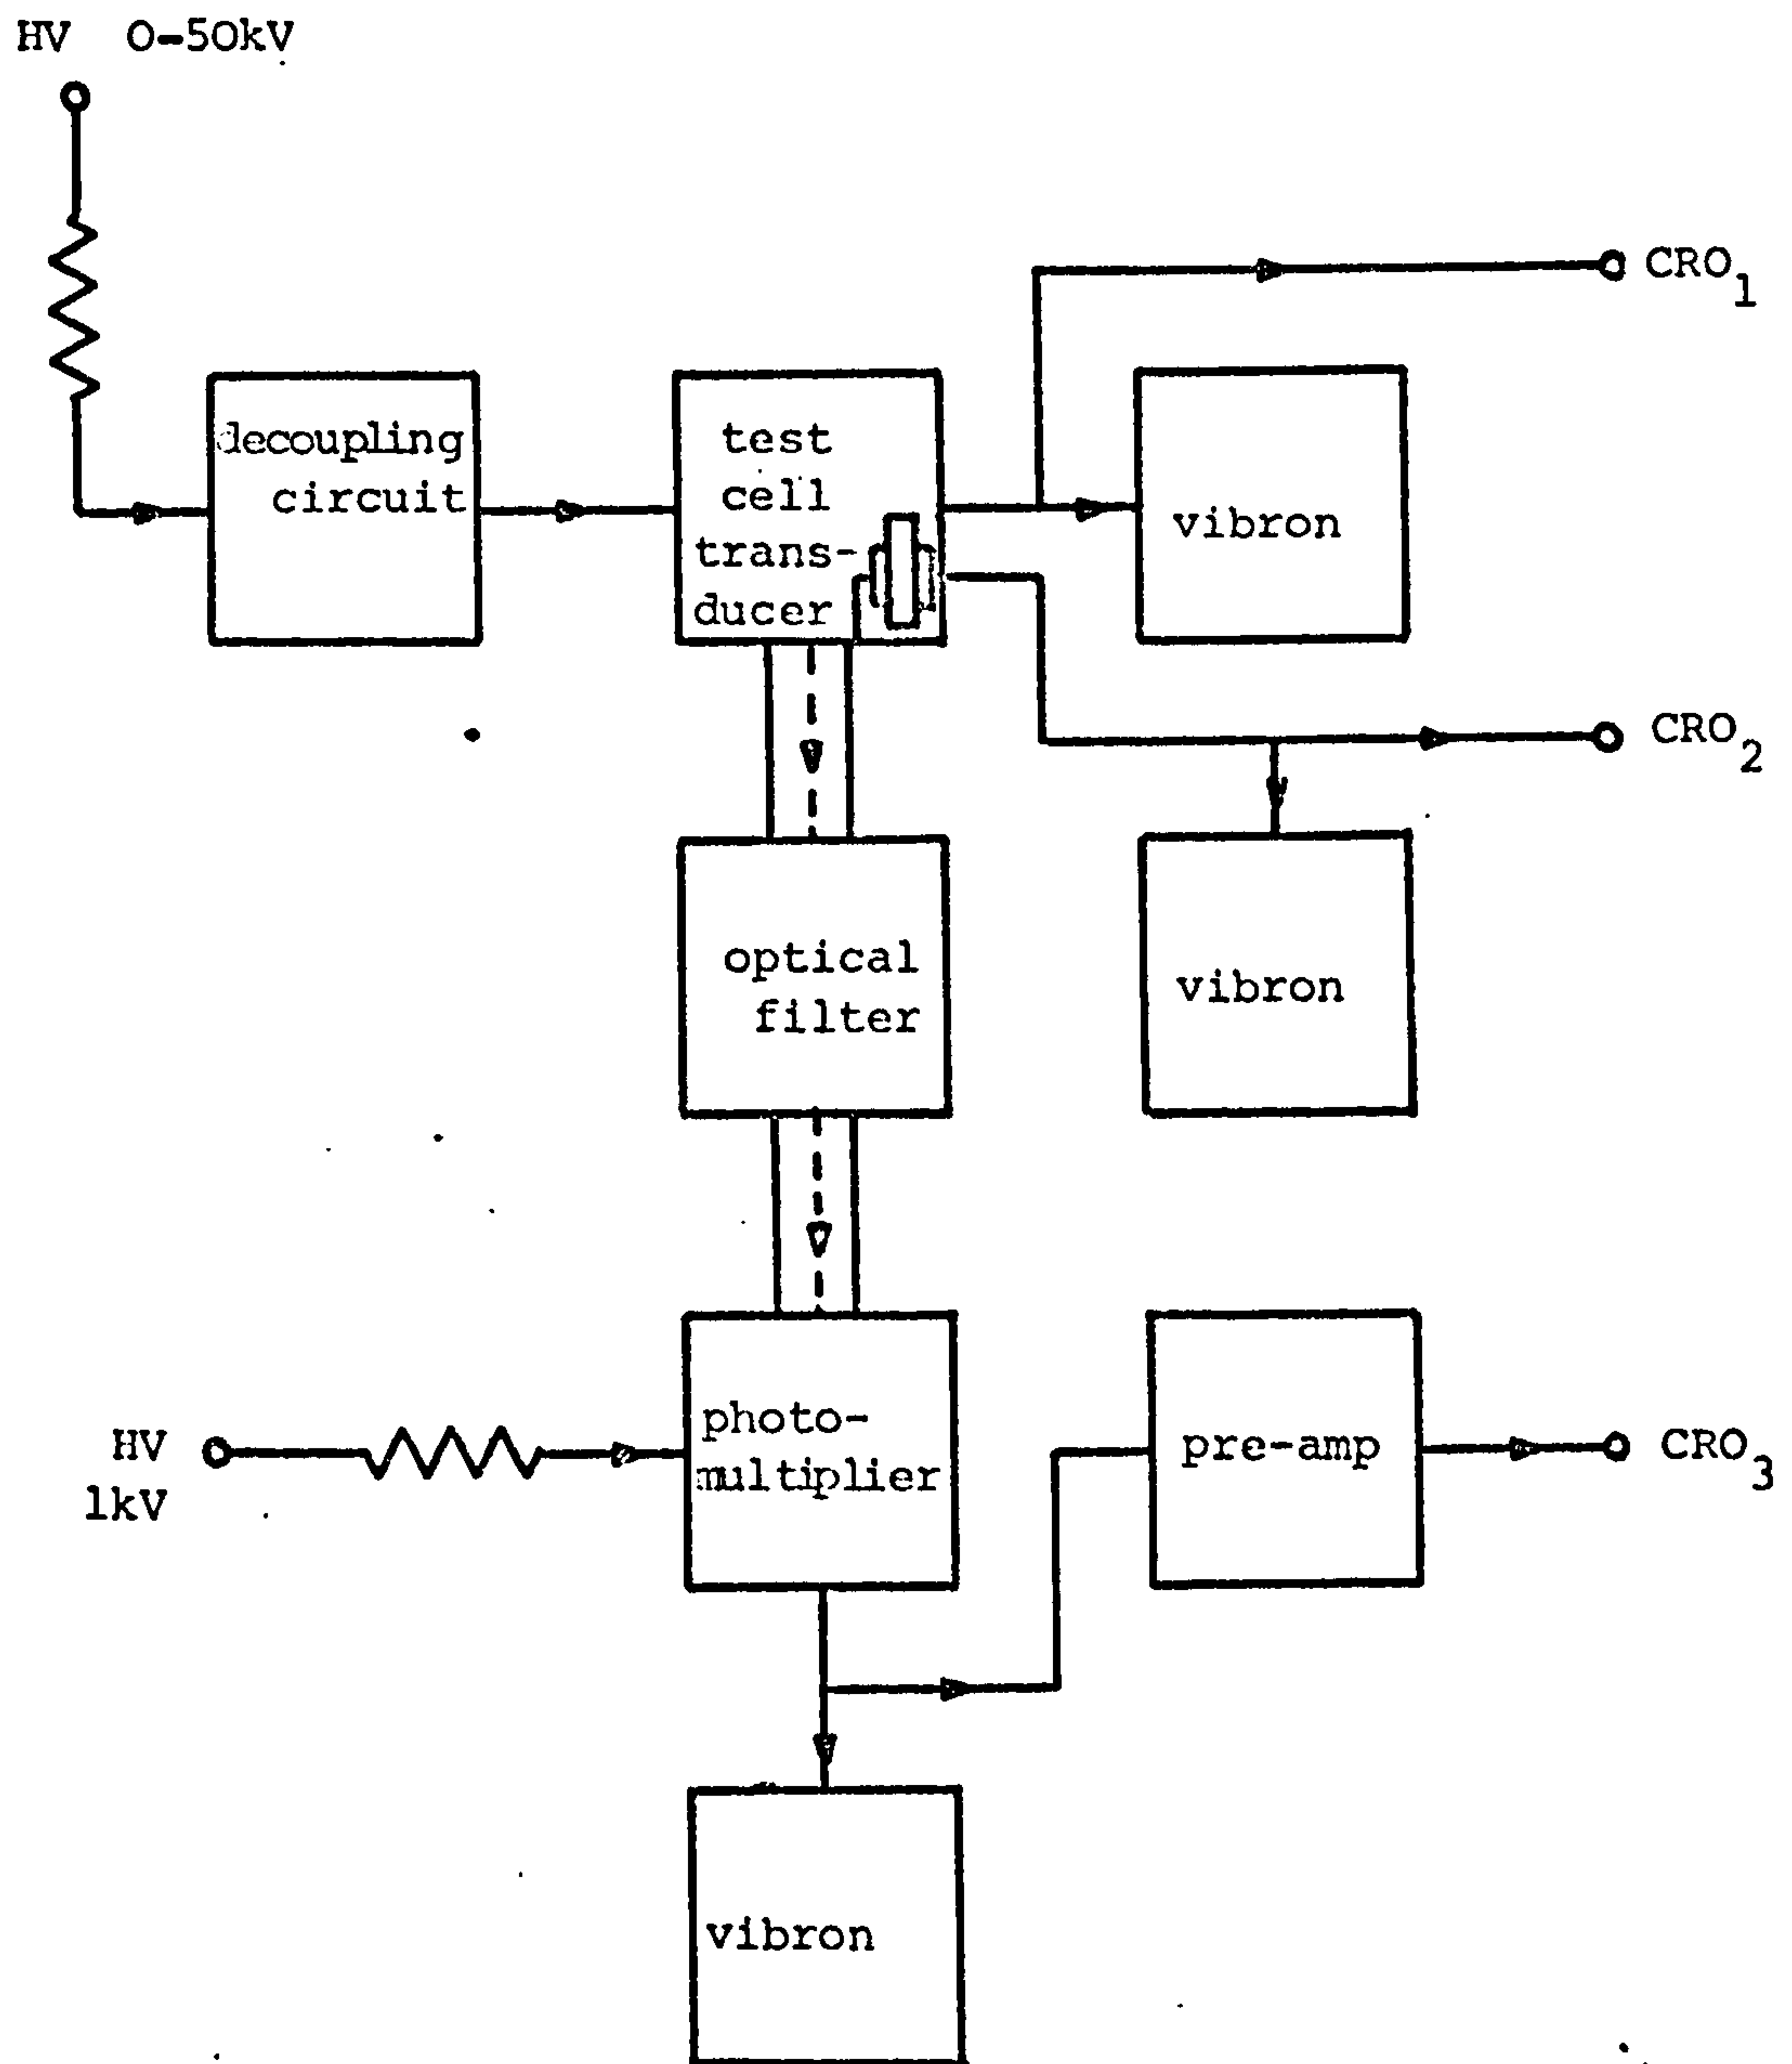 HV 0-50kV
CRO1
decoupling
circuit
test
cell
trans-
ducer
vibron
CRO2
optical
filter
vibron
HV
1kV
photo-
multiplier
pre-amp
CRO3
vibron